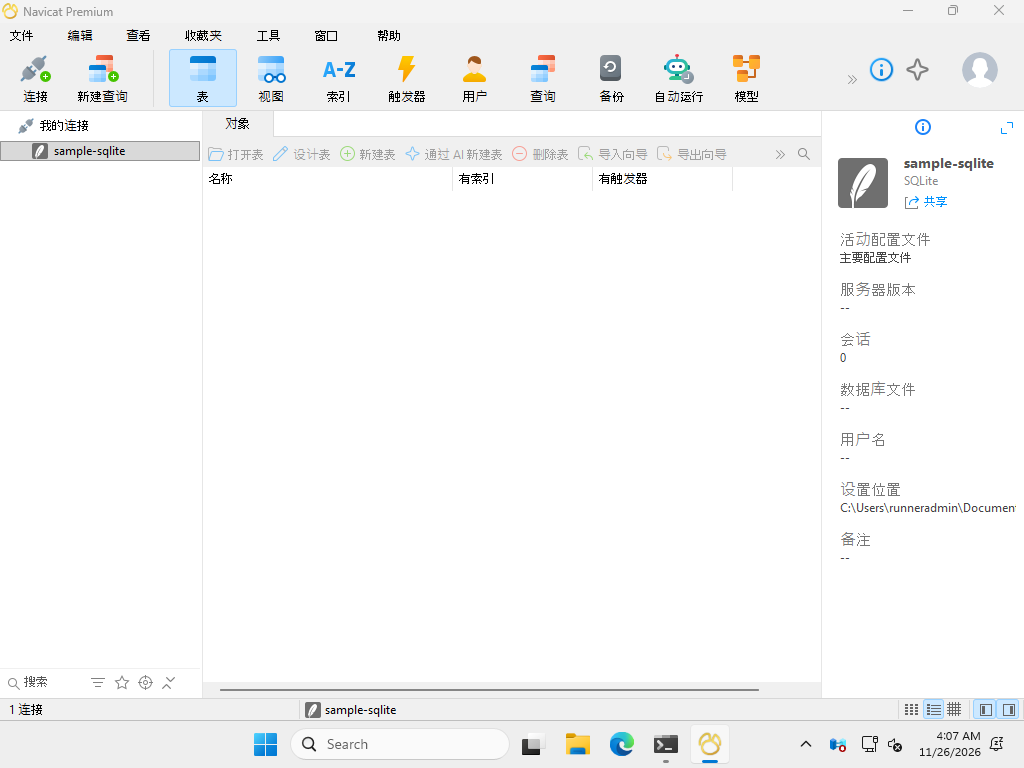 Navicat Premium
文件 编辑 查看 收藏夹 工具 窗口 帮助
连接 新建查询 表 视图 索引 触发器 用户 查询 备份 自动运行 模型
A-Z
我的连接
sample-sqlite
对象
打开表 设计表 新建表 通过 AI 新建表 删除表 导入向导 导出向导
名称 有索引 有触发器
sample-sqlite
SQLite
共享
活动配置文件
主要配置文件
服务器版本
--
会话
0
数据库文件
--
用户名
--
设置位置
C:\Users\runneradmin\Document
备注
--
搜索
1 连接
sample-sqlite
Search
4:07 AM
11/26/2026